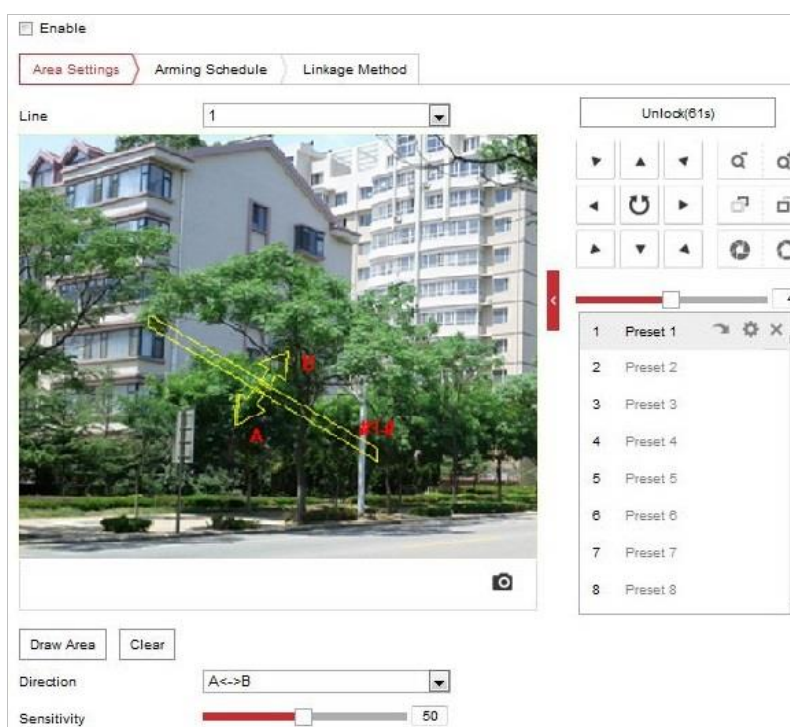 Enable
Area Settings
Arming Schedule
Linkage Method
Line
1
Unlock(61s)
B
A
4
1 Preset 1
2 Preset 2
3 Preset 3
4 Preset 4
5 Preset 5
6 Preset 6
7 Preset 7
8 Preset 8
Draw Area
Clear
Direction
A<->B
Sensitivity
50